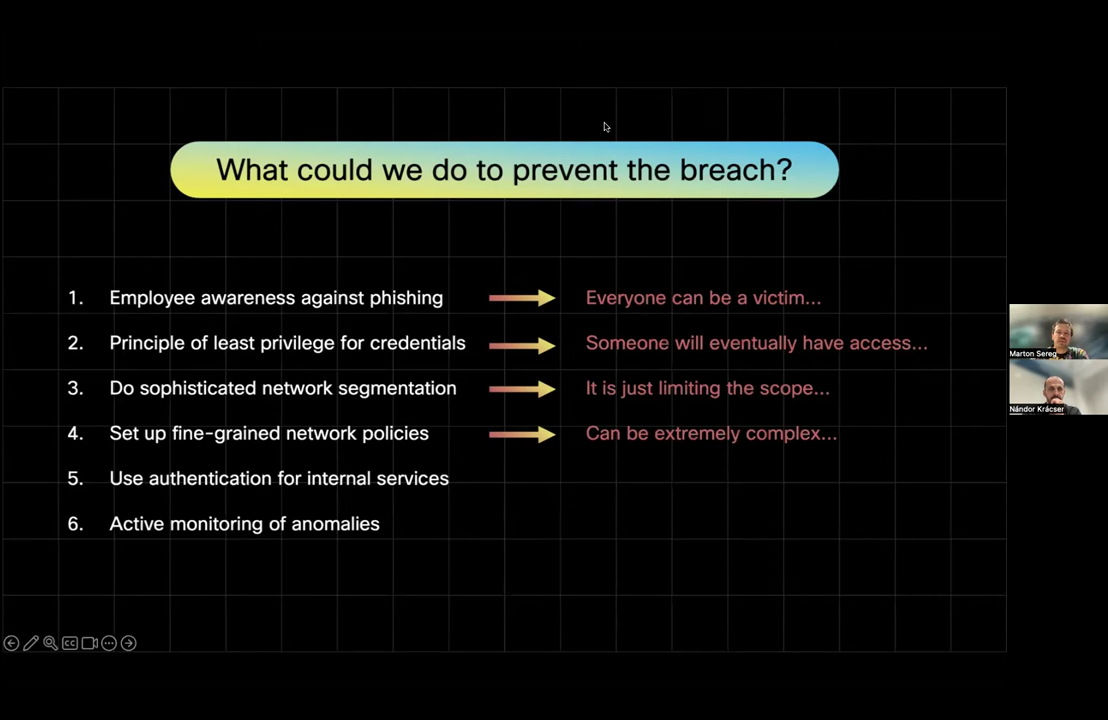 What could we do to prevent the breach?
1. Employee awareness against phishing Everyone can be a victim...
2. Principle of least privilege for credentials Someone will eventually have access...
3. Do sophisticated network segmentation It is just limiting the scope...
4. Set up fine-grained network policies Can be extremely complex...
5. Use authentication for internal services
6. Active monitoring of anomalies
Marton Sereg
Nándor Krácser
CC